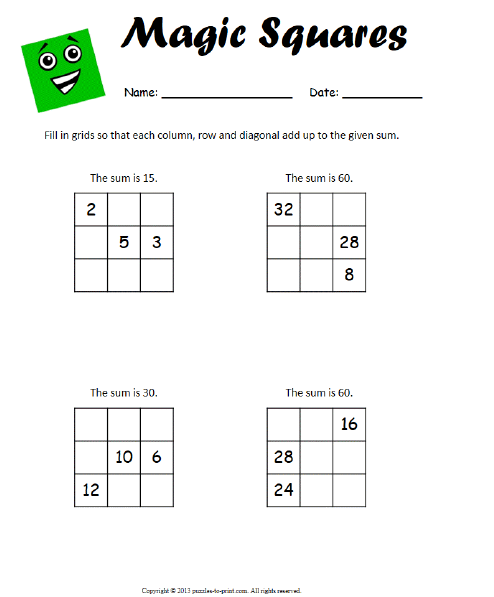 Magic Squares
Name: ____________________ Date: ____________
Fill in grids so that each column, row and diagonal add up to the given sum.
The sum is 15. The sum is 60.
2 32
5 3 28
8
The sum is 30. The sum is 60.
16
10 6 28
12 24
Copyright © 2013 puzzles-to-print.com. All rights reserved.